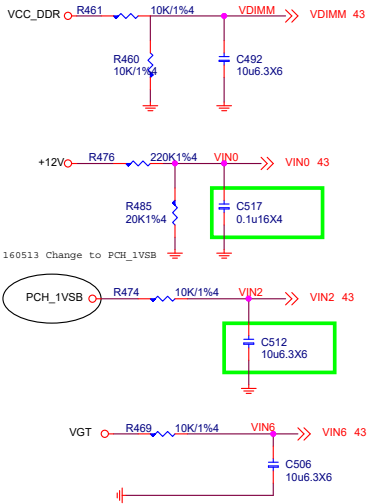 VCC_DDR R461 10K/1%4 VDIMM VDIMM 43
R460 C492
10K/1%4 10u6.3X6
+12V R476 220K1%4 VIN0 VIN0 43
R485 C517
20K1%4 0.1u16X4
160513 Change to PCH_1VSB
PCH_1VSB R474 10K/1%4 VIN2 VIN2 43
C512
10u6.3X6
VGT R469 10K/1%4 VIN6 VIN6 43
C506
10u6.3X6